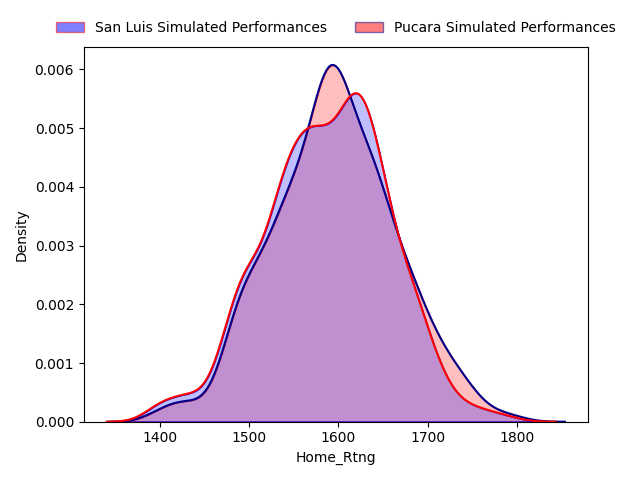 San Luis Simulated Performances Pucara Simulated Performances
0.006
0.005
0.004
0.003
0.002
0.001
0.000
Density
1400 1500 1600 1700 1800
Home_Rtng